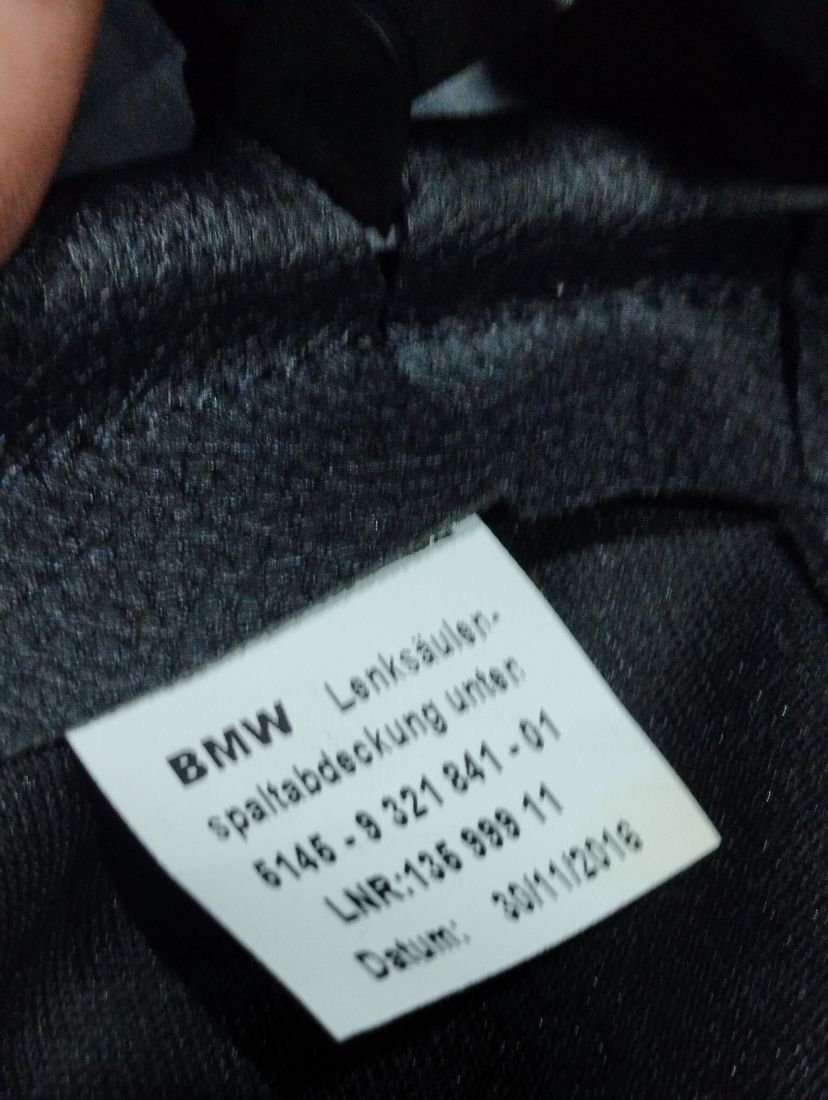 BMW Lenksäulen-
spaltabdeckung unten
5145 - 9 321 841 - 01
LNR:135 999 11
Datum: 30/11/2016